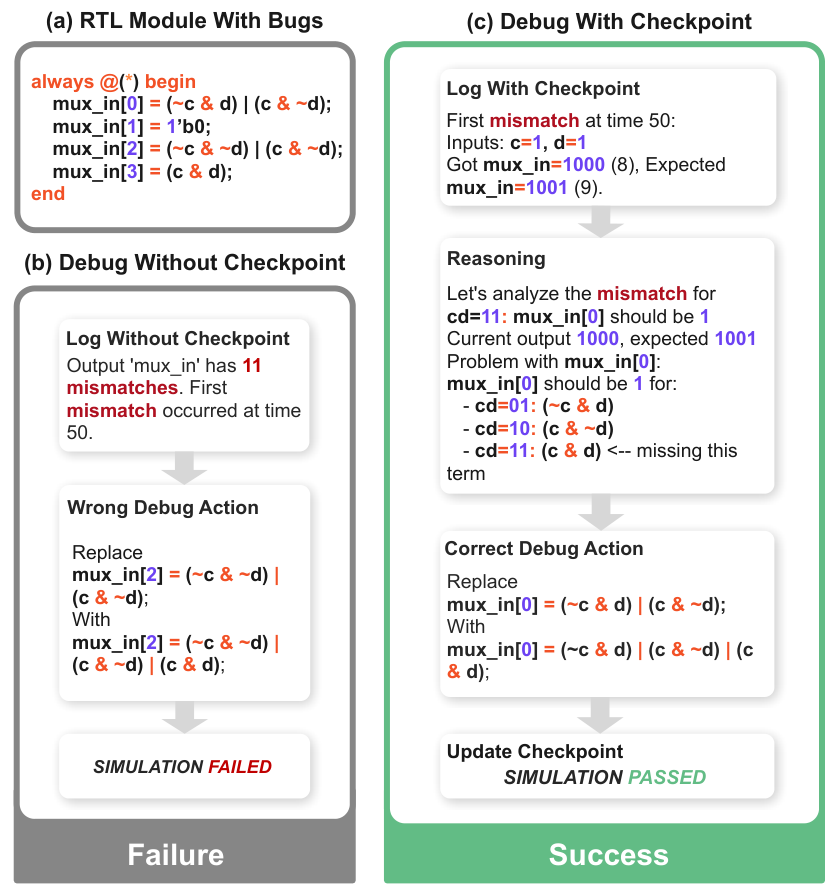 (a) RTL Module With Bugs
always @(*) begin
mux_in[0] = (~c & d) | (c & ~d);
mux_in[1] = 1’b0;
mux_in[2] = (~c & ~d) | (c & ~d);
mux_in[3] = (c & d);
end
(b) Debug Without Checkpoint
Log Without Checkpoint
Output 'mux_in' has 11
mismatches. First
mismatch occurred at time
50.
Wrong Debug Action
Replace
mux_in[2] = (~c & ~d) |
(c & ~d);
With
mux_in[2] = (~c & ~d) |
(c & ~d) | (c & d);
SIMULATION FAILED
Failure
(c) Debug With Checkpoint
Log With Checkpoint
First mismatch at time 50:
Inputs: c=1, d=1
Got mux_in=1000 (8), Expected
mux_in=1001 (9).
Reasoning
Let's analyze the mismatch for
cd=11: mux_in[0] should be 1
Current output 1000, expected 1001
Problem with mux_in[0]:
mux_in[0] should be 1 for:
- cd=01: (~c & d)
- cd=10: (c & ~d)
- cd=11: (c & d) <-- missing this
term
Correct Debug Action
Replace
mux_in[0] = (~c & d) | (c & ~d);
With
mux_in[0] = (~c & d) | (c & ~d) | (c
& d);
Update Checkpoint
SIMULATION PASSED
Success